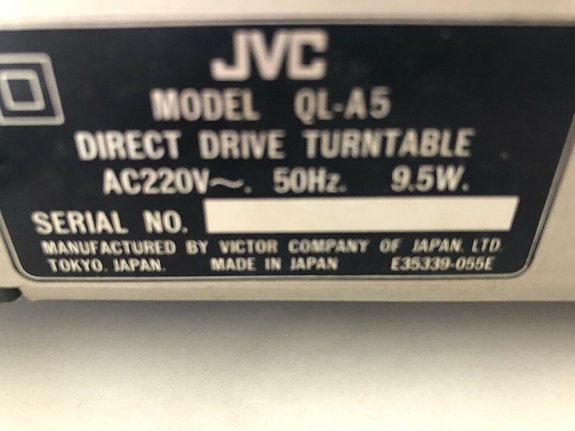 JVC
MODEL QL-A5
DIRECT DRIVE TURNTABLE
AC220V～. 50Hz. 9.5W.
SERIAL NO.
MANUFACTURED BY VICTOR COMPANY OF JAPAN, LTD
TOKYO, JAPAN. MADE IN JAPAN E35339-055E